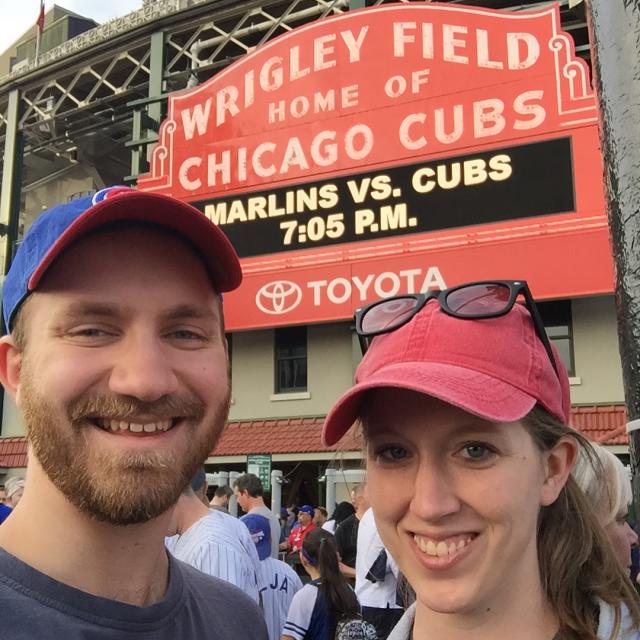 WRIGLEY FIELD
HOME OF
CHICAGO CUBS
MARLINS VS. CUBS
7:05 P.M.
TOYOTA